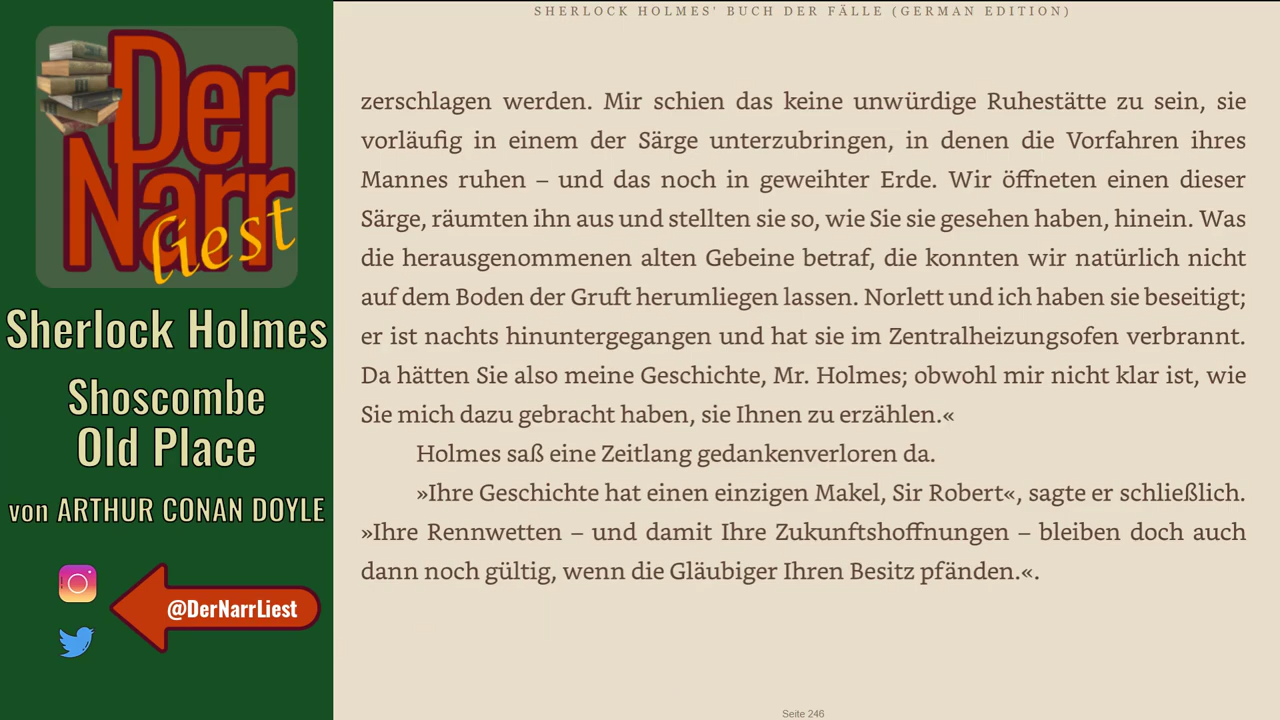 Der
Narr
liest
Sherlock Holmes
Shoscombe
Old Place
von ARTHUR CONAN DOYLE
@DerNarrLiest
SHERLOCK HOLMES' BUCH DER FÄLLE (GERMAN EDITION)
zerschlagen werden. Mir schien das keine unwürdige Ruhestätte zu sein, sie
vorläufig in einem der Särge unterzubringen, in denen die Vorfahren ihres
Mannes ruhen – und das noch in geweihter Erde. Wir öffneten einen dieser
Särge, räumten ihn aus und stellten sie so, wie Sie sie gesehen haben, hinein. Was
die herausgenommenen alten Gebeine betraf, die konnten wir natürlich nicht
auf dem Boden der Gruft herumliegen lassen. Norlett und ich haben sie beseitigt;
er ist nachts hinuntergegangen und hat sie im Zentralheizungsofen verbrannt.
Da hätten Sie also meine Geschichte, Mr. Holmes; obwohl mir nicht klar ist, wie
Sie mich dazu gebracht haben, sie Ihnen zu erzählen.«
Holmes saß eine Zeitlang gedankenverloren da.
»Ihre Geschichte hat einen einzigen Makel, Sir Robert«, sagte er schließlich.
»Ihre Rennwetten – und damit Ihre Zukunftshoffnungen – bleiben doch auch
dann noch gültig, wenn die Gläubiger Ihren Besitz pfänden.«.
Seite 246